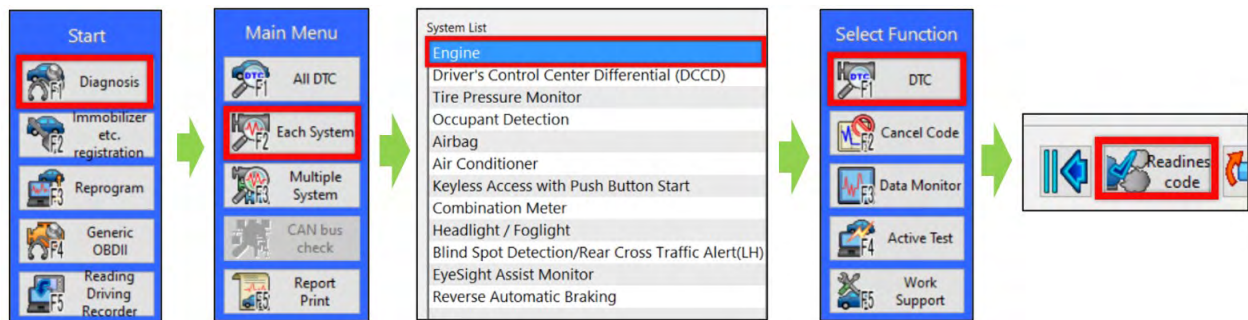 Start
Diagnosis
F1
Immobilizer
etc.
registration
F2
Reprogram
F3
Generic
OBDII
F4
Reading
Driving
Recorder
F5
Main Menu
DTC
All DTC
F1
Each System
F2
Multiple
System
F3
CAN bus
check
Report
Print
F5
System List
Engine
Driver's Control Center Differential (DCCD)
Tire Pressure Monitor
Occupant Detection
Airbag
Air Conditioner
Keyless Access with Push Button Start
Combination Meter
Headlight / Foglight
Blind Spot Detection/Rear Cross Traffic Alert(LH)
EyeSight Assist Monitor
Reverse Automatic Braking
Select Function
DTC
DTC
F1
Cancel Code
F2
Data Monitor
F3
Active Test
F4
Work
Support
F5
Readines
code